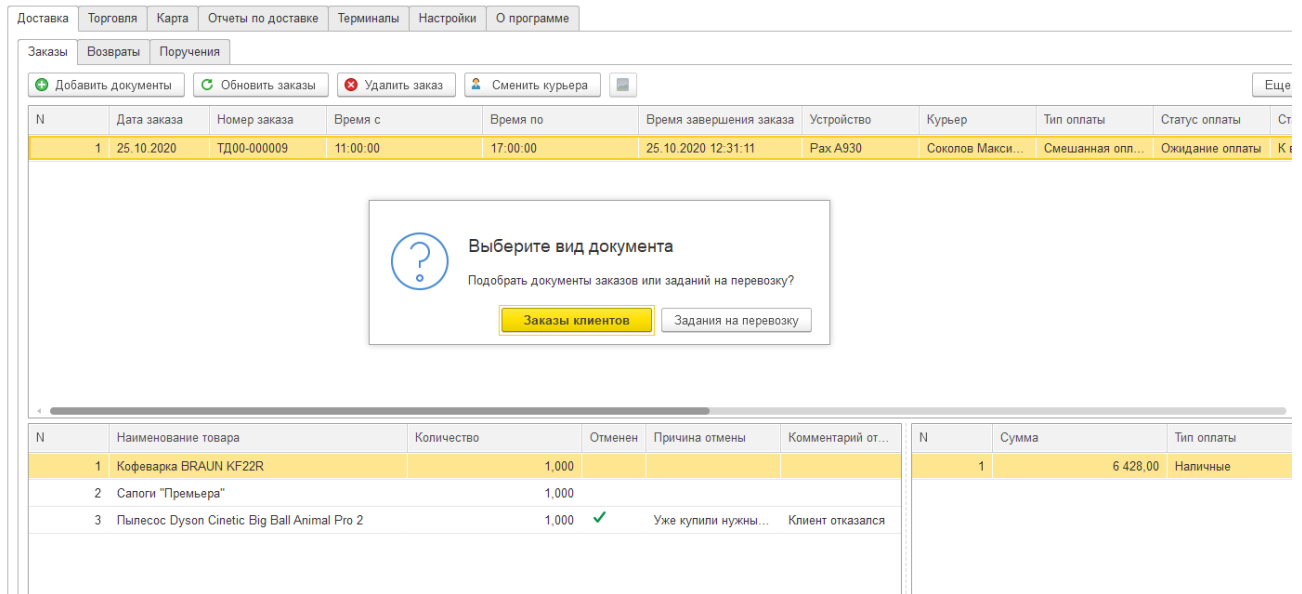 Доставка Торговля Карта Отчеты по доставке Терминалы Настройки О программе
Заказы Возвраты Поручения
Добавить документы Обновить заказы Удалить заказ Сменить курьера Еще
N Дата заказа Номер заказа Время с Время по Время завершения заказа Устройство Курьер Тип оплаты Статус оплаты Ст
1 25.10.2020 ТД00-000009 11:00:00 17:00:00 25.10.2020 12:31:11 Pax A930 Соколов Макси... Смешанная опл... Ожидание оплаты К в
Выберите вид документа
Подобрать документы заказов или заданий на перевозку?
Заказы клиентов Задания на перевозку
N Наименование товара Количество Отменен Причина отмены Комментарий от... N Сумма Тип оплаты
1 Кофеварка BRAUN KF22R 1,000 1 6 428,00 Наличные
2 Сапоги "Премьера" 1,000
3 Пылесос Dyson Cinetic Big Ball Animal Pro 2 1,000 Уже купили нужны... Клиент отказался